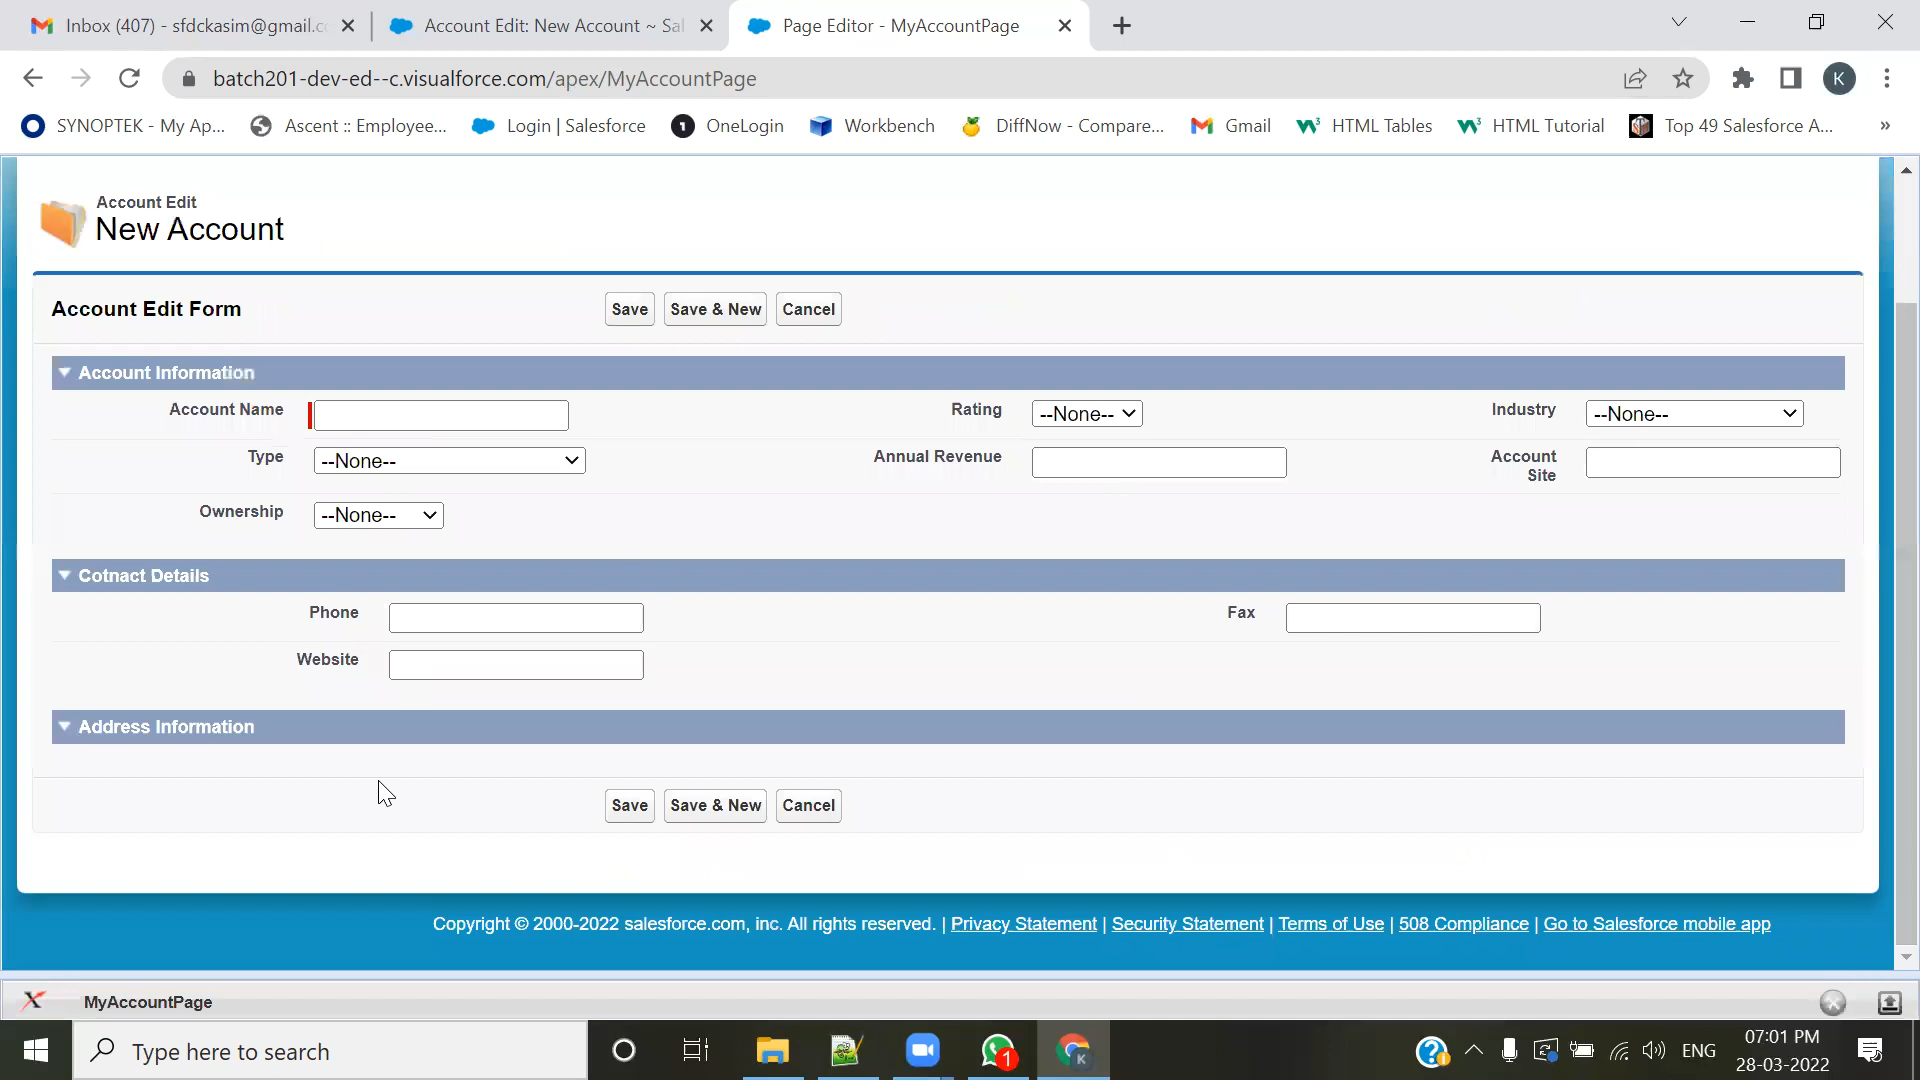 Inbox (407) - sfdckasim@gmail.c
Account Edit: New Account ~ Sal
Page Editor - MyAccountPage
batch201-dev-ed--c.visualforce.com/apex/MyAccountPage
K
SYNOPTEK - My Ap...
Ascent :: Employee...
Login | Salesforce
OneLogin
Workbench
DiffNow - Compare...
Gmail
HTML Tables
HTML Tutorial
Top 49 Salesforce A...
»
Account Edit
New Account
Account Edit Form
Save
Save & New
Cancel
Account Information
Account Name
Rating
--None--
Industry
--None--
Type
--None--
Annual Revenue
Account
Site
Ownership
--None--
Cotnact Details
Phone
Fax
Website
Address Information
Save
Save & New
Cancel
Copyright © 2000-2022 salesforce.com, inc. All rights reserved. | Privacy Statement | Security Statement | Terms of Use | 508 Compliance | Go to Salesforce mobile app
MyAccountPage
Type here to search
1
K
ENG
07:01 PM
28-03-2022